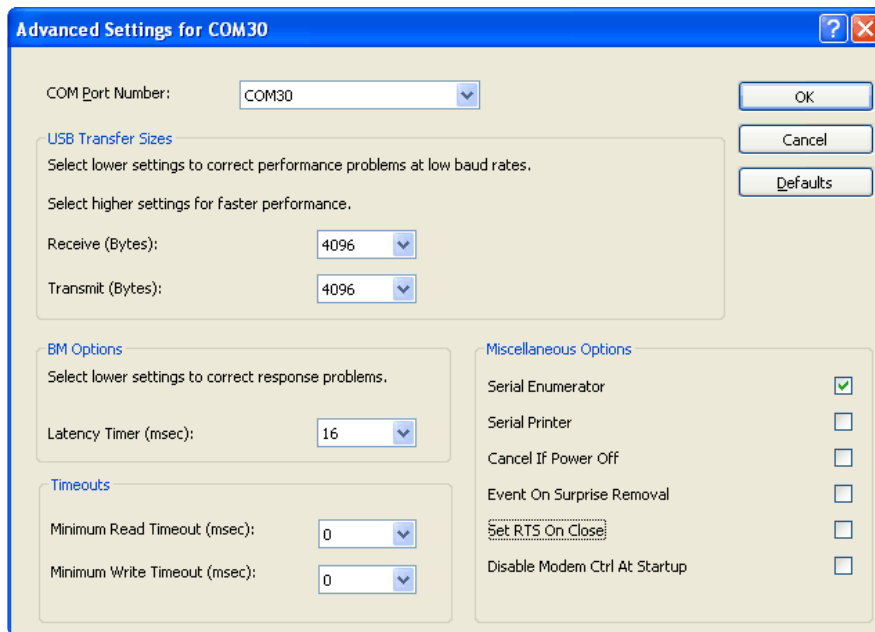 Advanced Settings for COM30
COM Port Number: COM30
OK
Cancel
Defaults
USB Transfer Sizes
Select lower settings to correct performance problems at low baud rates.
Select higher settings for faster performance.
Receive (Bytes): 4096
Transmit (Bytes): 4096
BM Options
Select lower settings to correct response problems.
Latency Timer (msec): 16
Timeouts
Minimum Read Timeout (msec): 0
Minimum Write Timeout (msec): 0
Miscellaneous Options
Serial Enumerator
Serial Printer
Cancel If Power Off
Event On Surprise Removal
Set RTS On Close
Disable Modem Ctrl At Startup